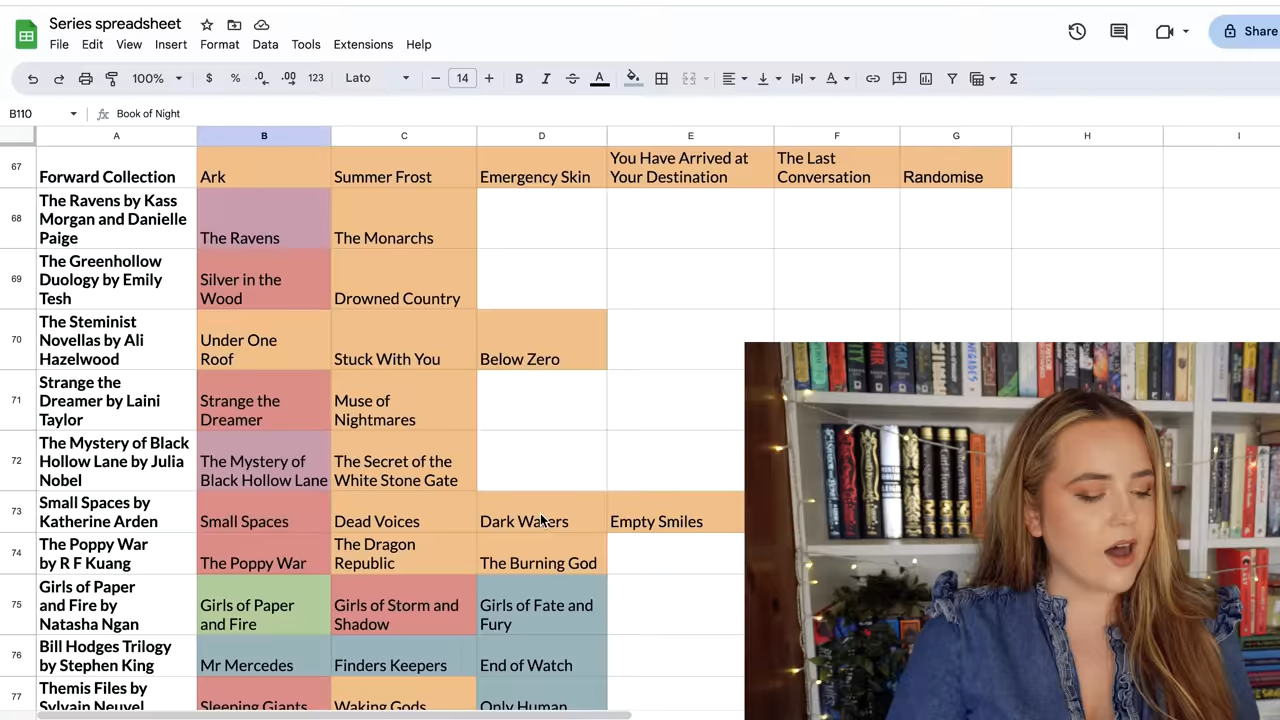 Series spreadsheet
File Edit View Insert Format Data Tools Extensions Help
Share
100% $ % .0 .00 123 Lato 14 B I A Σ
B110 fx Book of Night
A B C D E F G H I
67 Forward Collection Ark Summer Frost Emergency Skin You Have Arrived at
Your Destination The Last
Conversation Randomise
68 The Ravens by Kass
Morgan and Danielle
Paige The Ravens The Monarchs
69 The Greenhollow
Duology by Emily
Tesh Silver in the
Wood Drowned Country
70 The Steminist
Novellas by Ali
Hazelwood Under One
Roof Stuck With You Below Zero
71 Strange the
Dreamer by Laini
Taylor Strange the
Dreamer Muse of
Nightmares
72 The Mystery of Black
Hollow Lane by Julia
Nobel The Mystery of
Black Hollow Lane The Secret of the
White Stone Gate
73 Small Spaces by
Katherine Arden Small Spaces Dead Voices Dark Waters Empty Smiles
74 The Poppy War
by R F Kuang The Poppy War The Dragon
Republic The Burning God
75 Girls of Paper
and Fire by
Natasha Ngan Girls of Paper
and Fire Girls of Storm and
Shadow Girls of Fate and
Fury
76 Bill Hodges Trilogy
by Stephen King Mr Mercedes Finders Keepers End of Watch
77 Themis Files by
Sylvain Neuvel Sleeping Giants Waking Gods Only Human